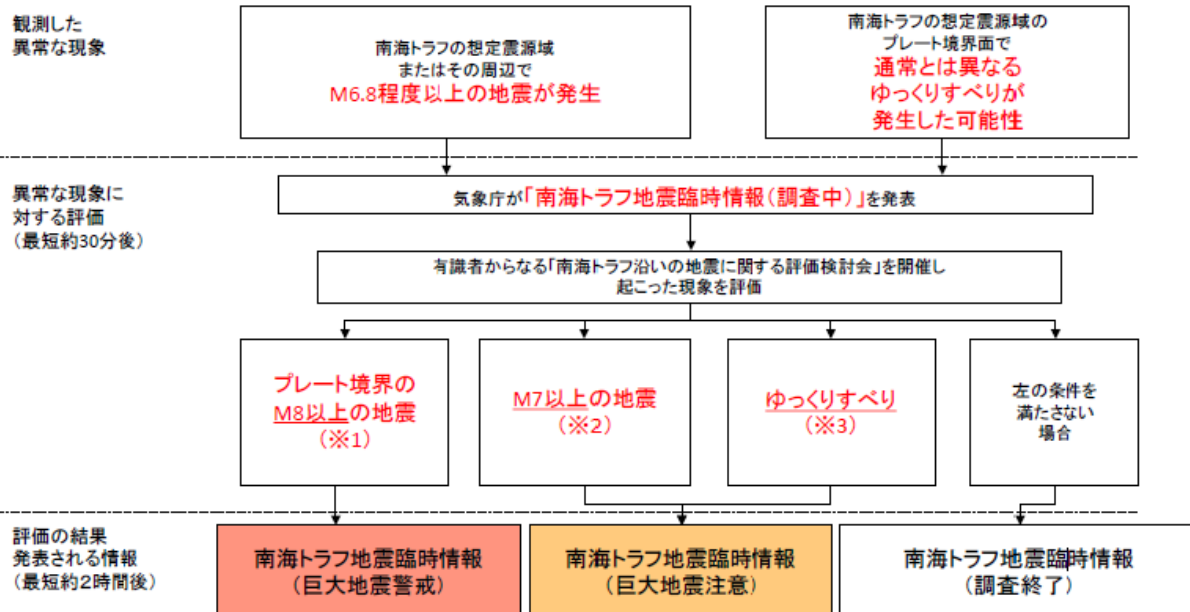 観測した
異常な現象
南海トラフの想定震源域
またはその周辺で
M6.8程度以上の地震が発生
南海トラフの想定震源域の
プレート境界面で
通常とは異なる
ゆっくりすべりが
発生した可能性
異常な現象に
対する評価
(最短約30分後)
気象庁が「南海トラフ地震臨時情報(調査中)」を発表
有識者からなる「南海トラフ沿いの地震に関する評価検討会」を開催し
起こった現象を評価
プレート境界の
M8以上の地震
(※1)
M7以上の地震
(※2)
ゆっくりすべり
(※3)
左の条件を
満たさない
場合
評価の結果
発表される情報
(最短約2時間後)
南海トラフ地震臨時情報
(巨大地震警戒)
南海トラフ地震臨時情報
(巨大地震注意)
南海トラフ地震臨時情報
(調査終了)